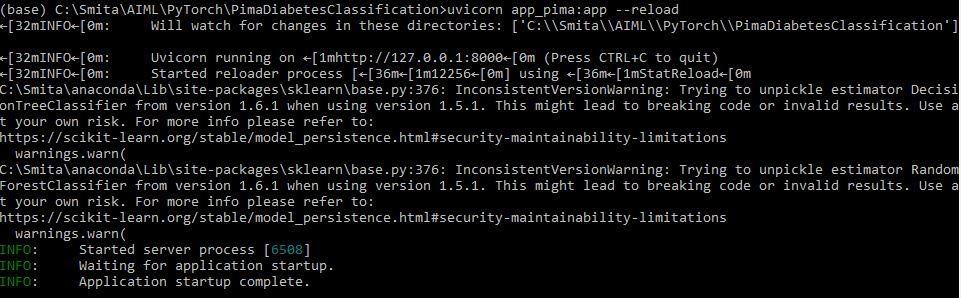 (base) C:\Smita\AIML\PyTorch\PimaDiabetesClassification>uvicorn app_pima:app --reload
←[32mINFO←[0m:     Will watch for changes in these directories: ['C:\\Smita\\AIML\\PyTorch\\PimaDiabetesClassification']
←[32mINFO←[0m:     Uvicorn running on ←[1mhttp://127.0.0.1:8000←[0m (Press CTRL+C to quit)
←[32mINFO←[0m:     Started reloader process [←[36m←[1m12256←[0m] using ←[36m←[1mStatReload←[0m
C:\Smita\anaconda\Lib\site-packages\sklearn\base.py:376: InconsistentVersionWarning: Trying to unpickle estimator Decisi
onTreeClassifier from version 1.6.1 when using version 1.5.1. This might lead to breaking code or invalid results. Use a
t your own risk. For more info please refer to:
https://scikit-learn.org/stable/model_persistence.html#security-maintainability-limitations
  warnings.warn(
C:\Smita\anaconda\Lib\site-packages\sklearn\base.py:376: InconsistentVersionWarning: Trying to unpickle estimator Random
ForestClassifier from version 1.6.1 when using version 1.5.1. This might lead to breaking code or invalid results. Use a
t your own risk. For more info please refer to:
https://scikit-learn.org/stable/model_persistence.html#security-maintainability-limitations
  warnings.warn(
INFO:     Started server process [6508]
INFO:     Waiting for application startup.
INFO:     Application startup complete.